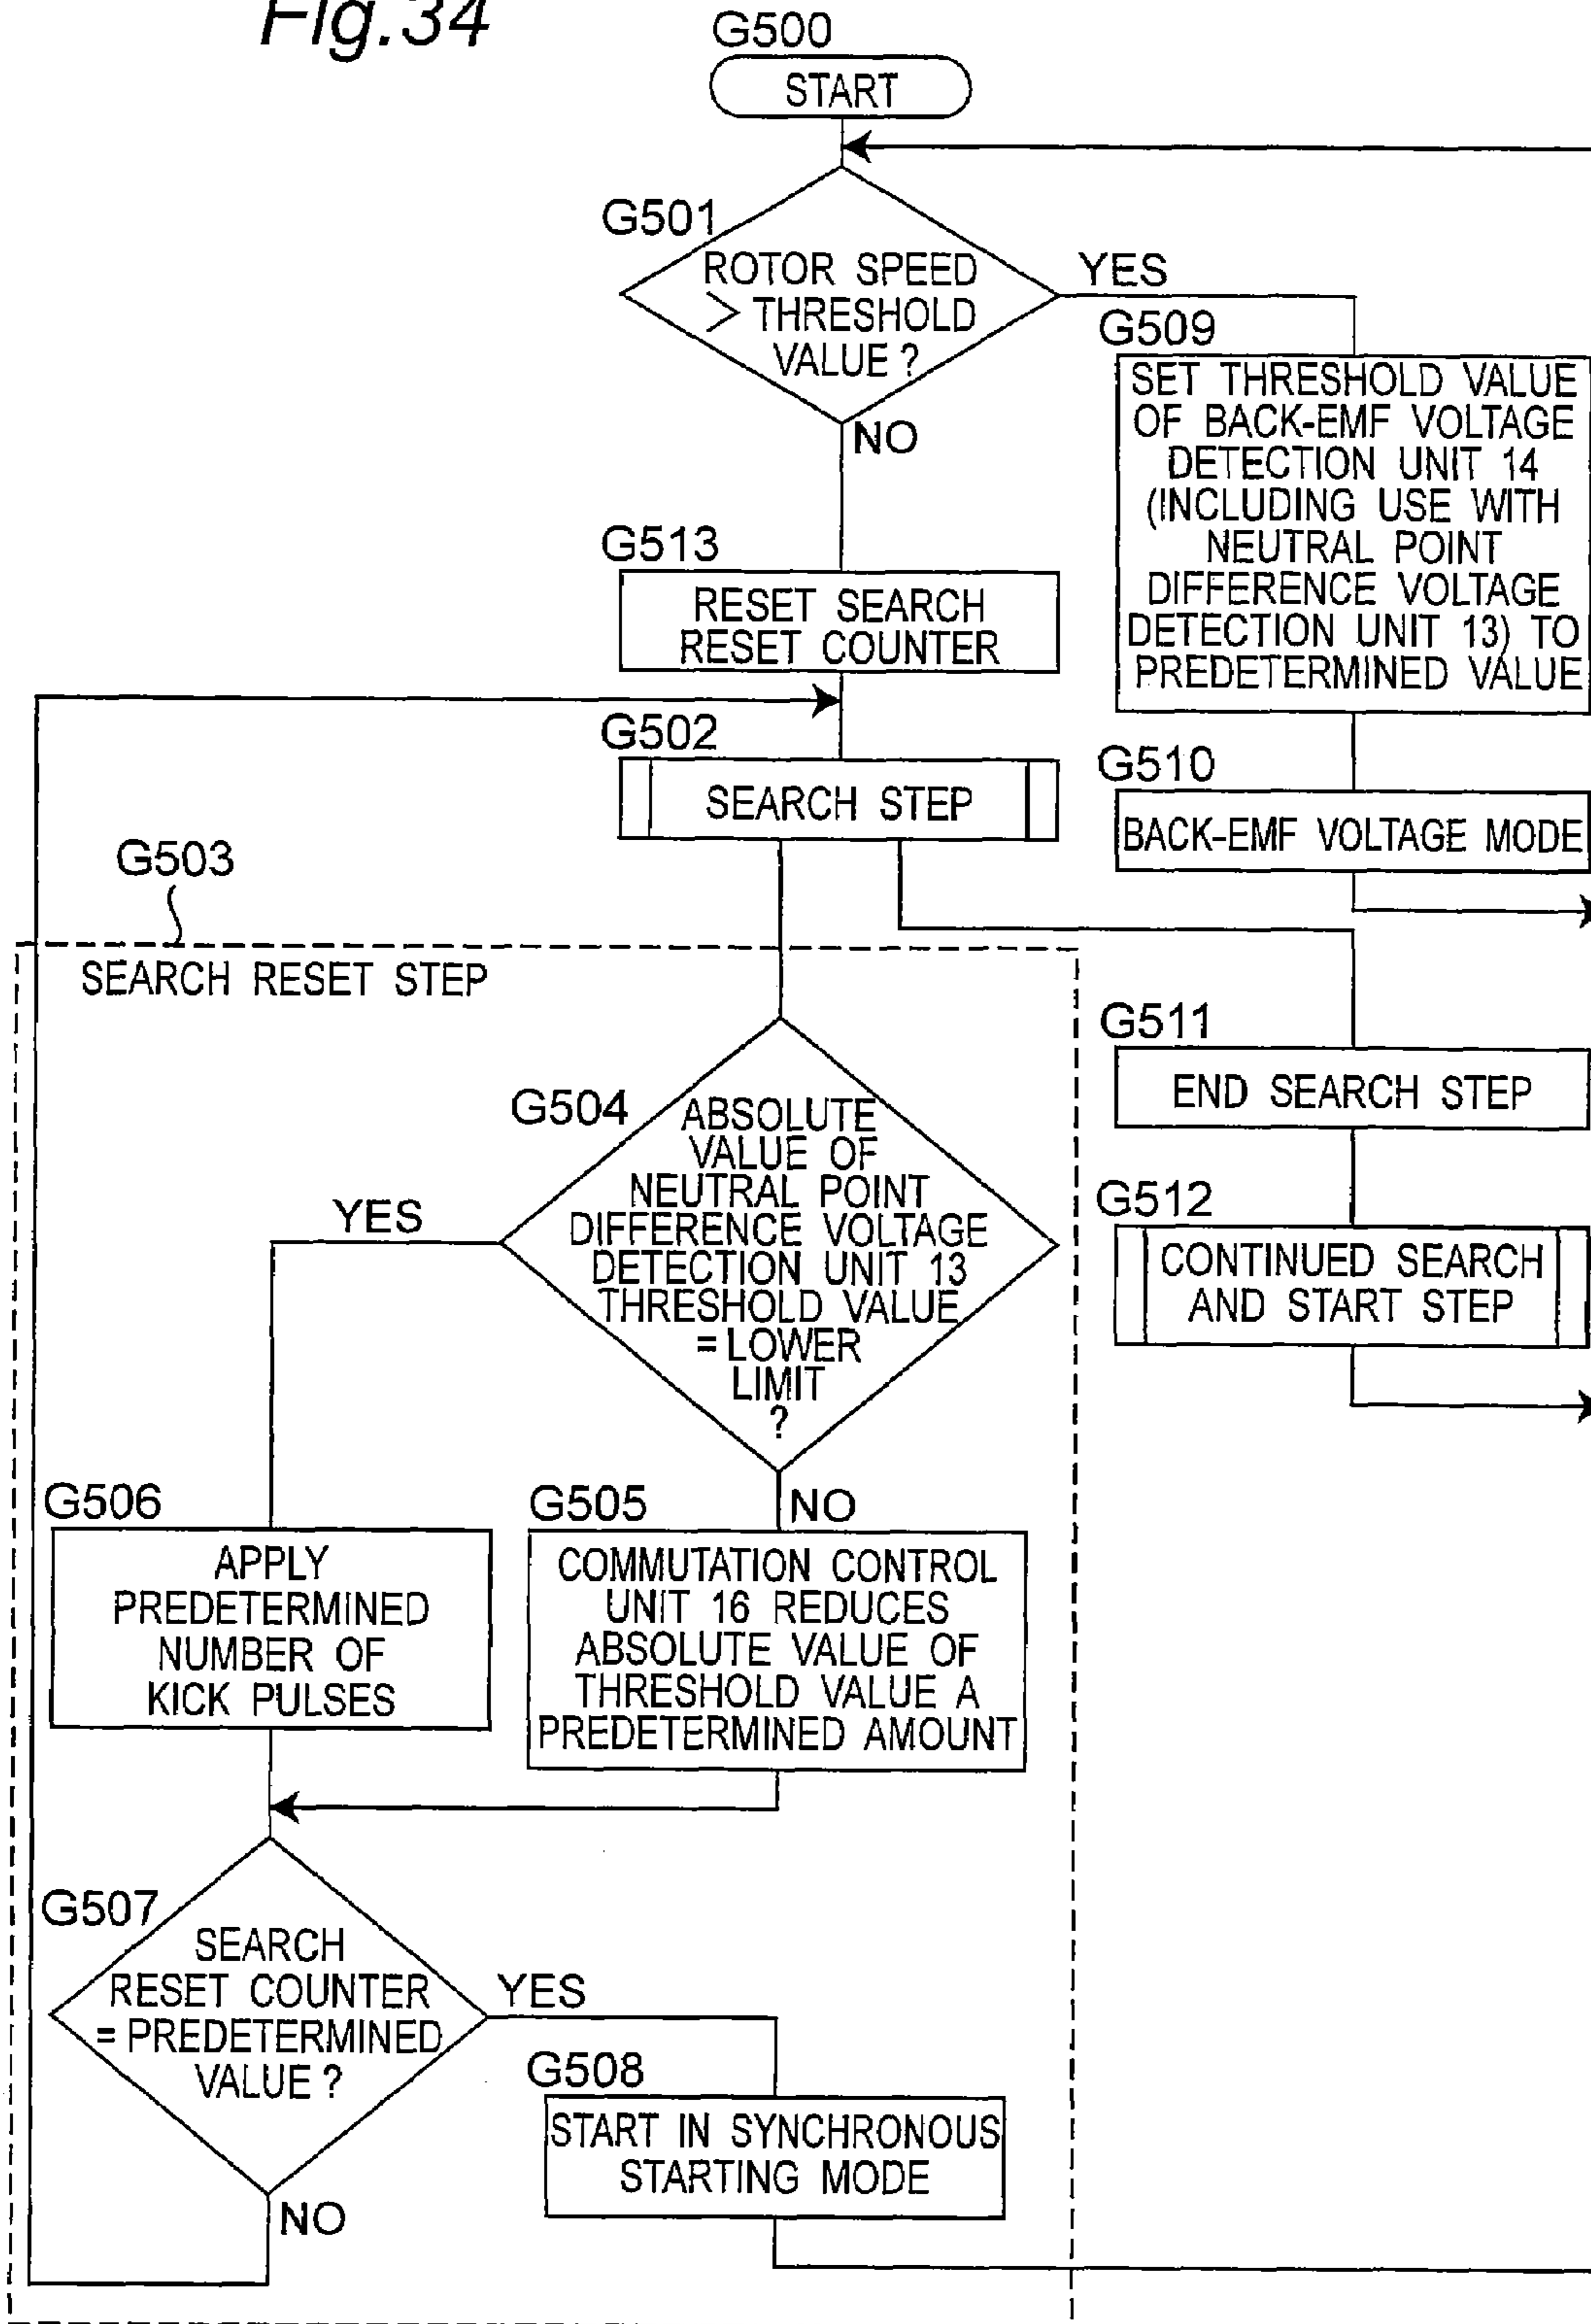 Fig.34
G500
START
G501
ROTOR SPEED
> THRESHOLD
VALUE ?
YES
NO
G509
SET THRESHOLD VALUE
OF BACK-EMF VOLTAGE
DETECTION UNIT 14
(INCLUDING USE WITH
NEUTRAL POINT
DIFFERENCE VOLTAGE
DETECTION UNIT 13) TO
PREDETERMINED VALUE
G513
RESET SEARCH
RESET COUNTER
G502
SEARCH STEP
G510
BACK-EMF VOLTAGE MODE
G503
SEARCH RESET STEP
G511
END SEARCH STEP
G504
ABSOLUTE
VALUE OF
NEUTRAL POINT
DIFFERENCE VOLTAGE
DETECTION UNIT 13
THRESHOLD VALUE
= LOWER
LIMIT
?
YES
NO
G512
CONTINUED SEARCH
AND START STEP
G506
APPLY
PREDETERMINED
NUMBER OF
KICK PULSES
G505
COMMUTATION CONTROL
UNIT 16 REDUCES
ABSOLUTE VALUE OF
THRESHOLD VALUE A
PREDETERMINED AMOUNT
G507
SEARCH
RESET COUNTER
= PREDETERMINED
VALUE ?
YES
NO
G508
START IN SYNCHRONOUS
STARTING MODE